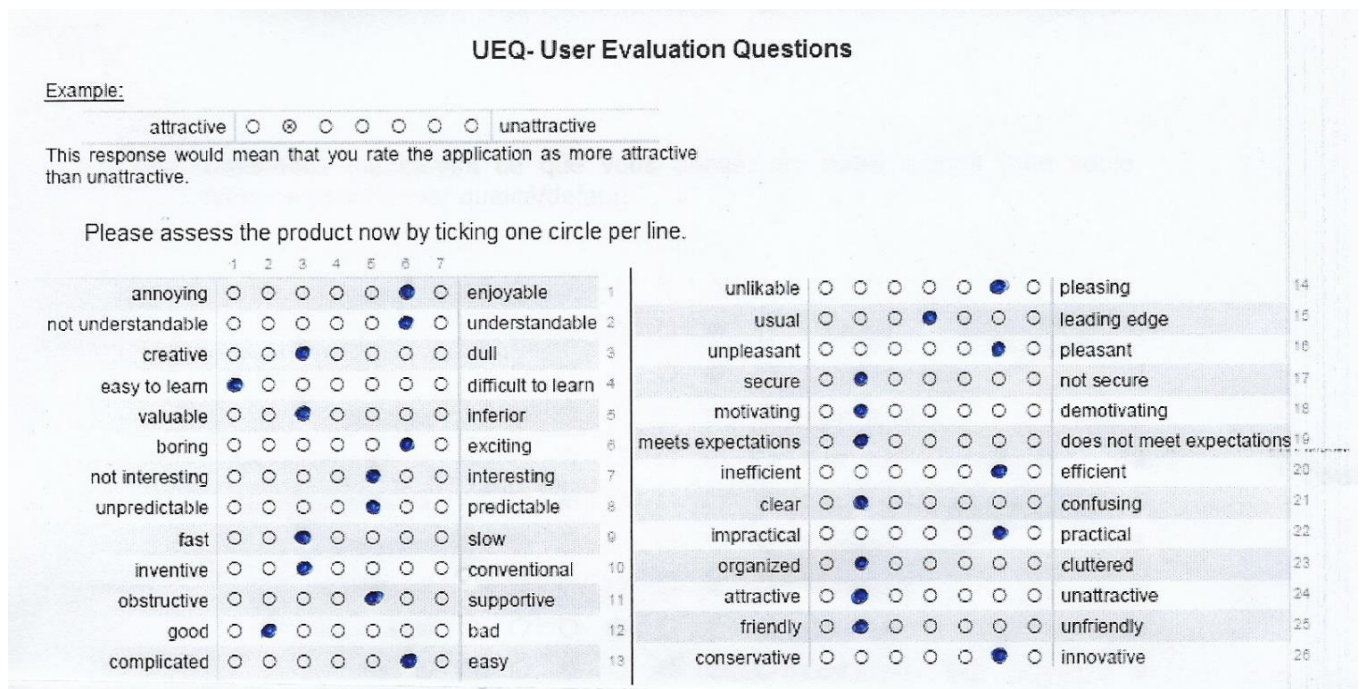 UEQ- User Evaluation Questions
Example:
attractive unattractive
This response would mean that you rate the application as more attractive
than unattractive.
Please assess the product now by ticking one circle per line.
1 2 3 4 5 6 7
annoying enjoyable 1
not understandable understandable 2
creative dull 3
easy to learn difficult to learn 4
valuable inferior 5
boring exciting 6
not interesting interesting 7
unpredictable predictable 8
fast slow 9
inventive conventional 10
obstructive supportive 11
good bad 12
complicated easy 13
unlikable pleasing 14
usual leading edge 15
unpleasant pleasant 16
secure not secure 17
motivating demotivating 18
meets expectations does not meet expectations 19
inefficient efficient 20
clear confusing 21
impractical practical 22
organized cluttered 23
attractive unattractive 24
friendly unfriendly 25
conservative innovative 26